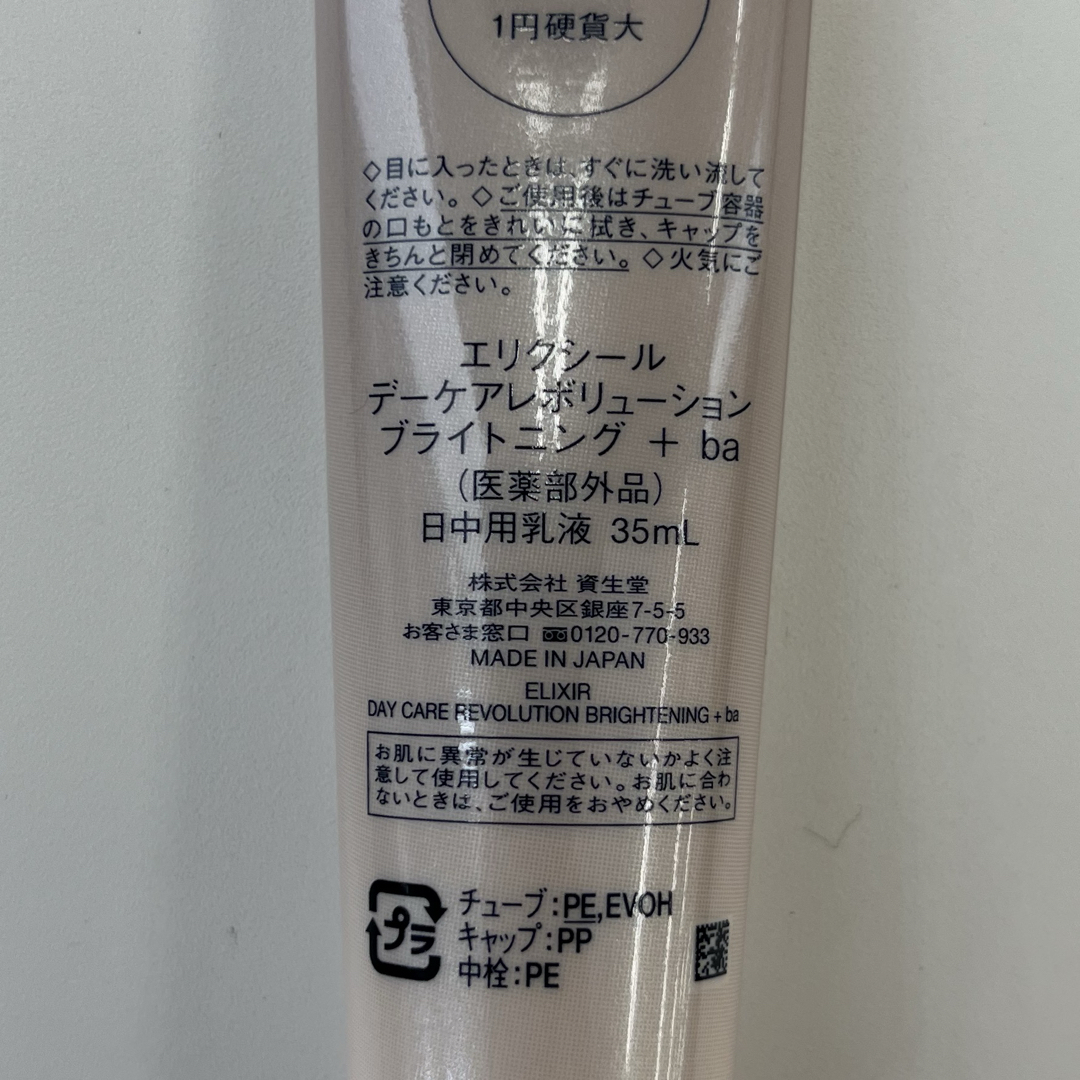 1円硬貨大
◇目に入ったときは、すぐに洗い流して
ください。◇ご使用後はチューブ容器
の口もとをきれいに拭き、キャップを
きちんと閉めてください。◇火気にご
注意ください。
エリクシール
デーケアレボリューション
ブライトニング + ba
(医薬部外品)
日中用乳液 35mL
株式会社 資生堂
東京都中央区銀座7-5-5
お客さま窓口 0120-770-933
MADE IN JAPAN
ELIXIR
DAY CARE REVOLUTION BRIGHTENING + ba
お肌に異常が生じていないかよく注
意して使用してください。お肌に合わ
ないときは、ご使用をおやめください。
プラ
チューブ:PE,EVOH
キャップ:PP
中栓:PE